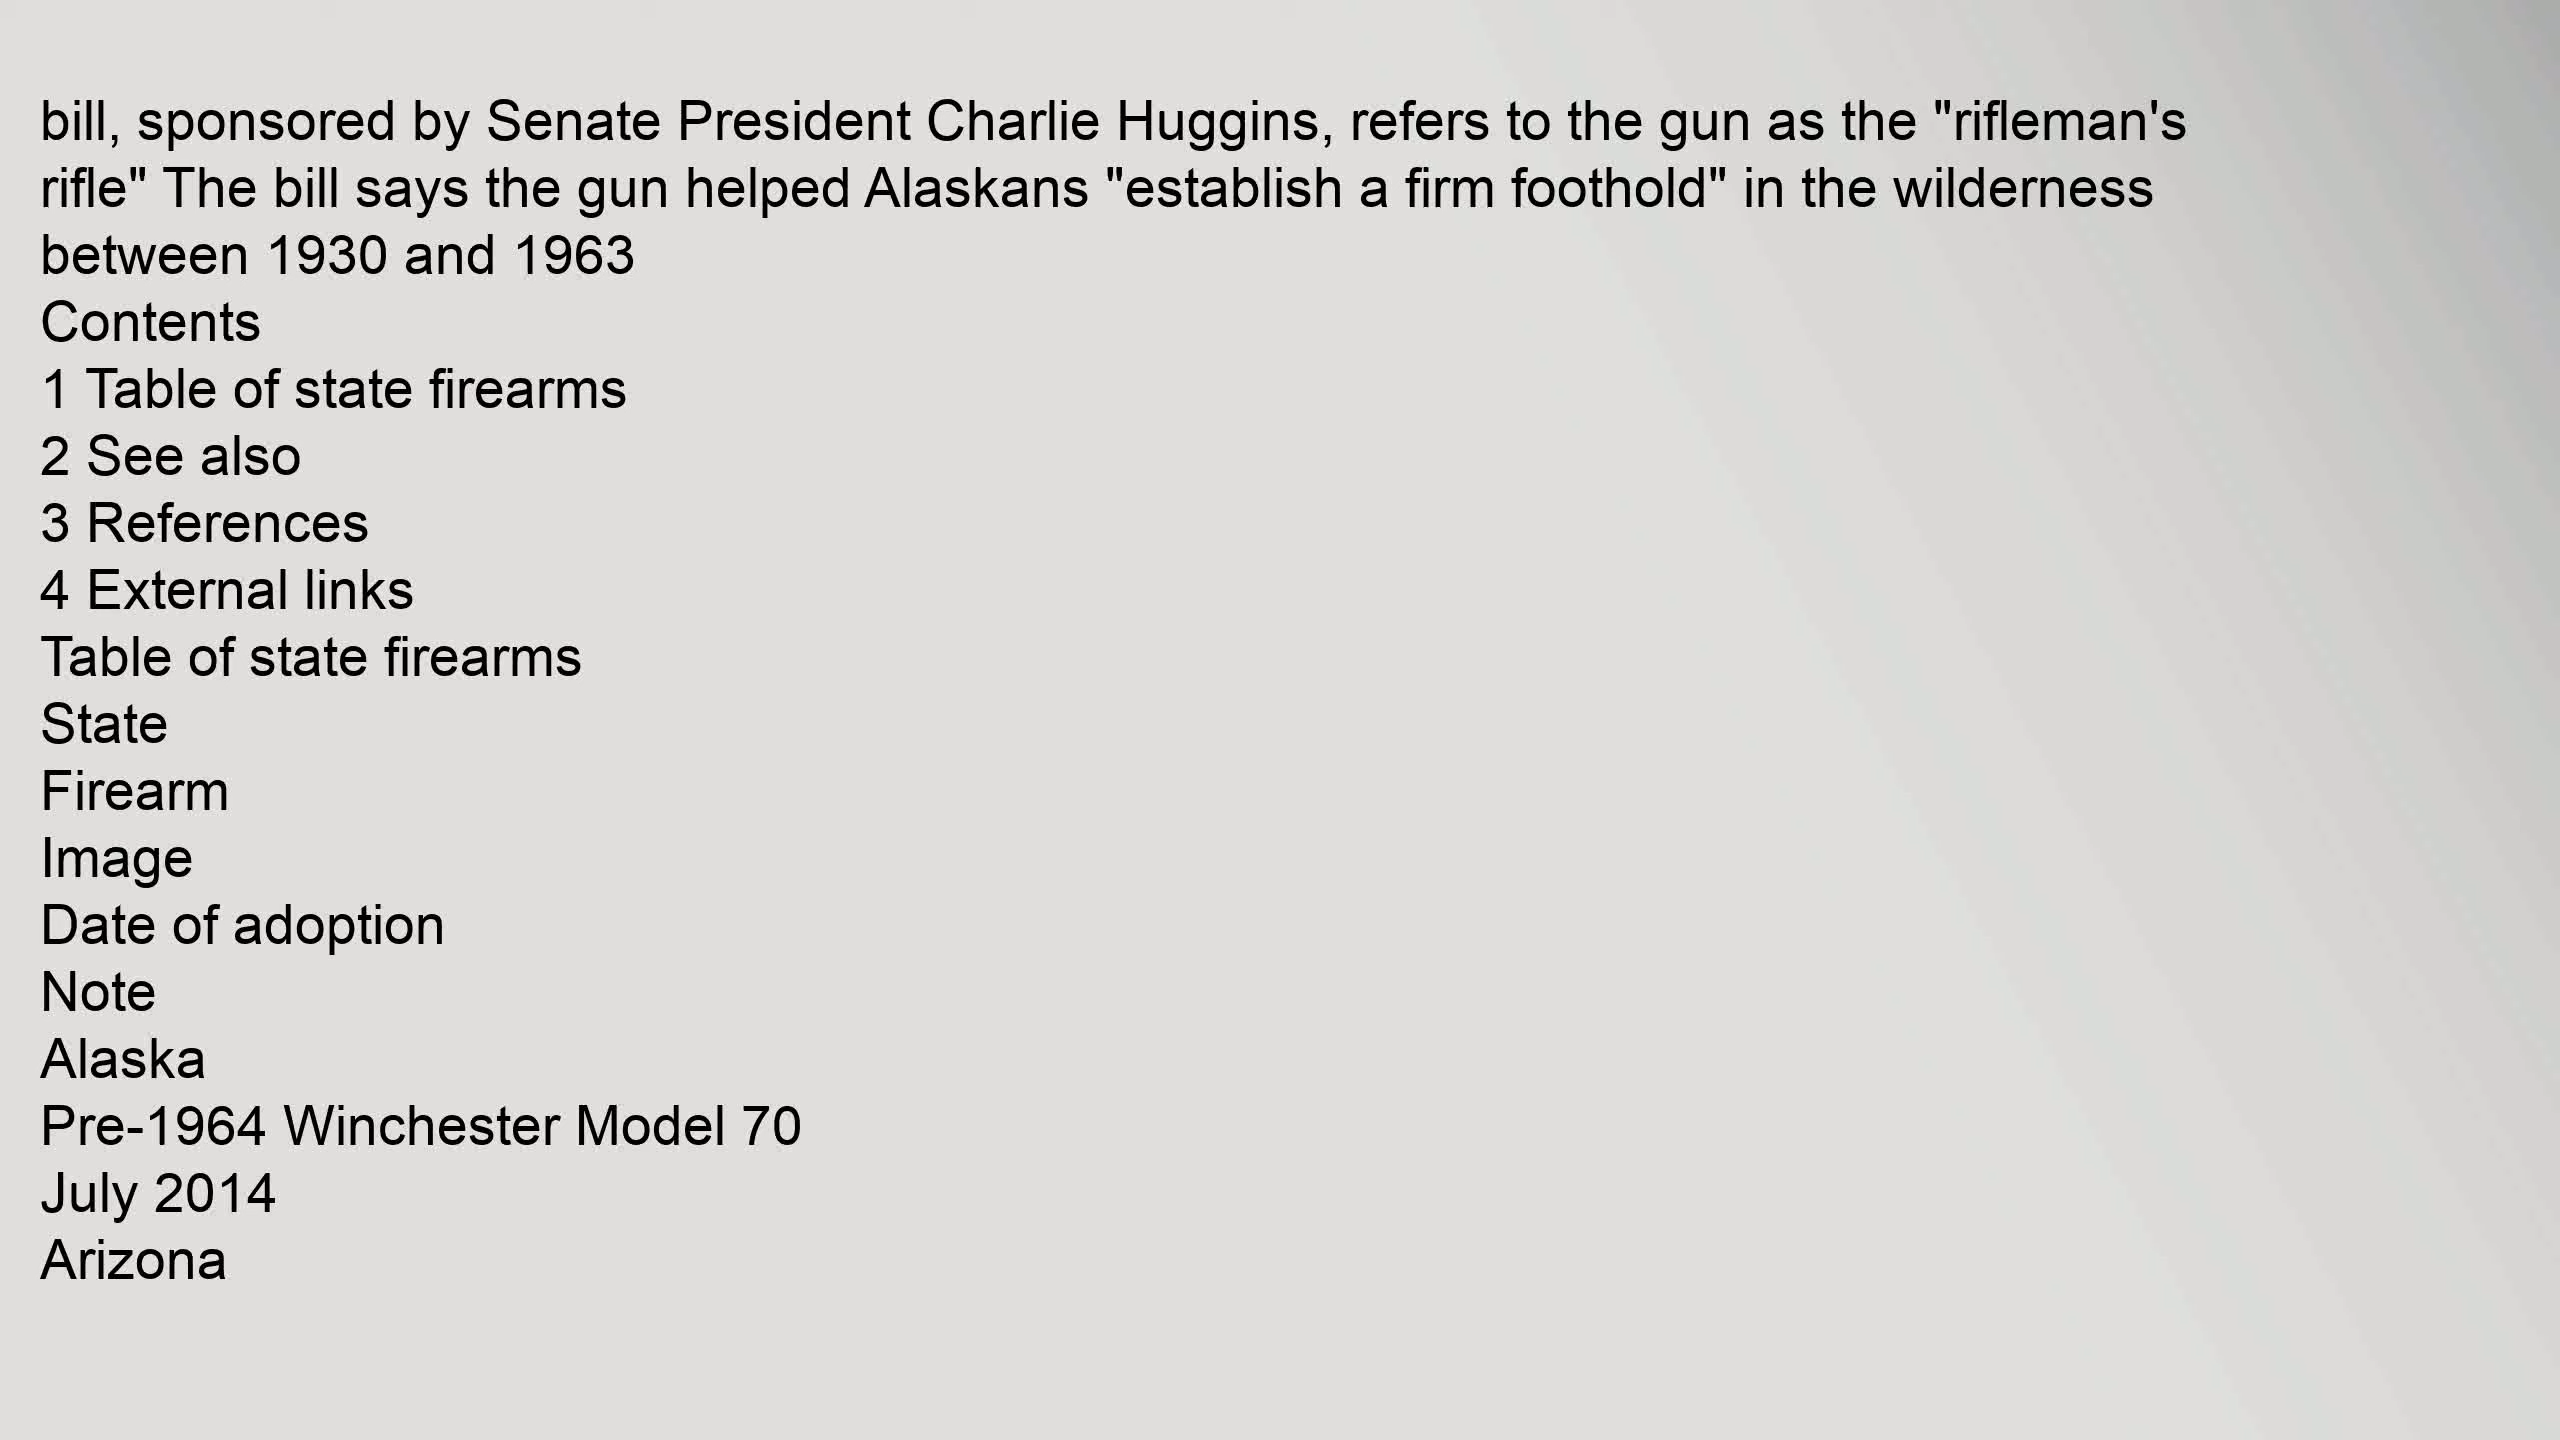 bill, sponsored by Senate President Charlie Huggins, refers to the gun as the "rifleman's
rifle" The bill says the gun helped Alaskans "establish a firm foothold" in the wilderness
between 1930 and 1963
Contents
1 Table of state firearms
2 See also
3 References
4 External links
Table of state firearms
State
Firearm
Image
Date of adoption
Note
Alaska
Pre-1964 Winchester Model 70
July 2014
Arizona